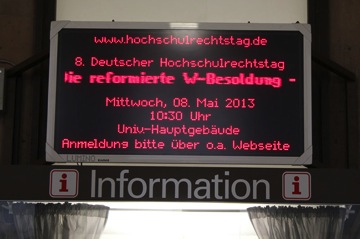 www.hochschulrechtstag.de
8. Deutscher Hochschulrechtstag
Die reformierte W-Besoldung -
Mittwoch, 08. Mai 2013
10:30 Uhr
Univ-Hauptgebäude
Anmeldung bitte über o.a. Webseite
i Information i